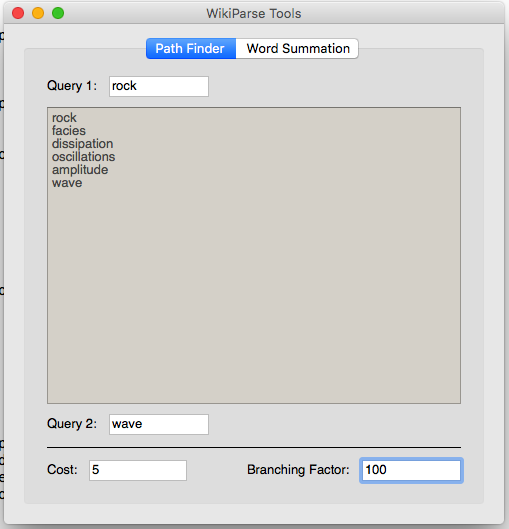 WikiParse Tools
Path Finder Word Summation
Query 1: rock
rock
facies
dissipation
oscillations
amplitude
wave
Query 2: wave
Cost: 5 Branching Factor: 100